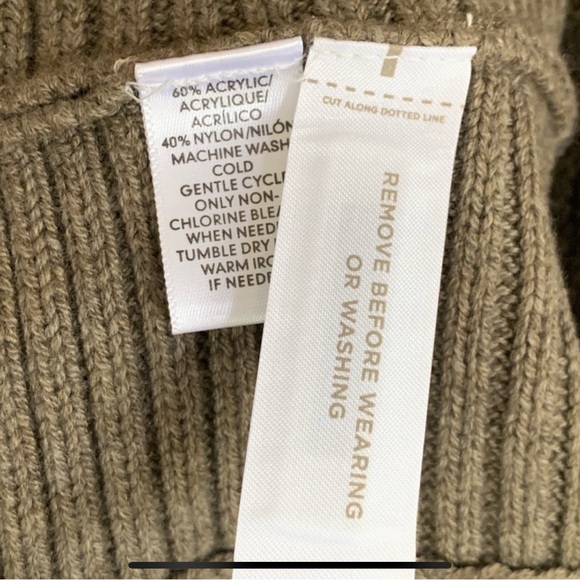 60% ACRYLIC/
ACRYLIQUE/
ACRÍLICO
40% NYLON/NILÓN
MACHINE WASH
COLD
GENTLE CYCLE
ONLY NON-
CHLORINE
WHEN
TUMBLE DRY
WARM
IF
CUT ALONG DOTTED LINE
REMOVE BEFORE WEARING
OR WASHING